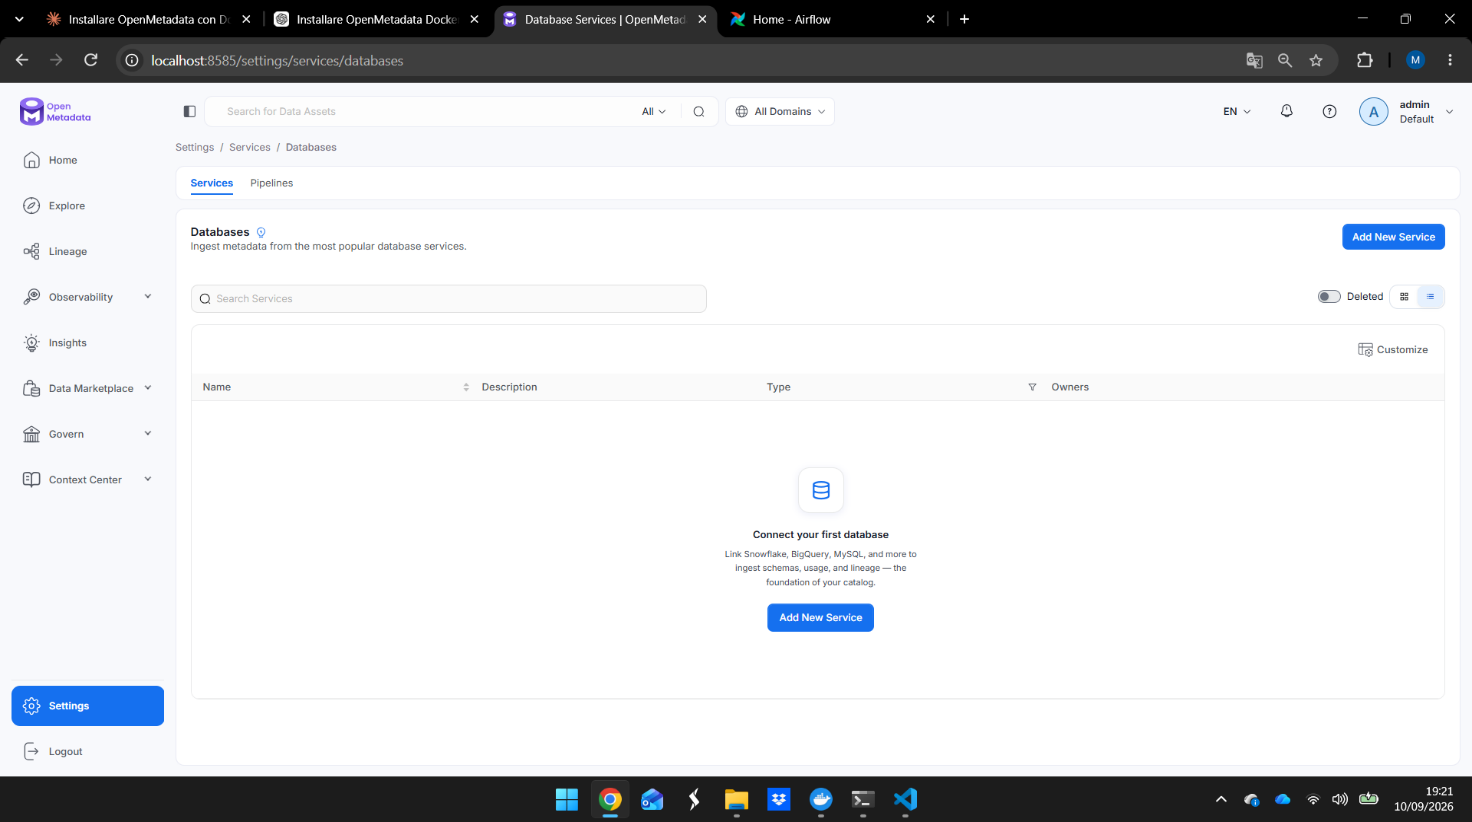 Installare OpenMetadata con Do
Installare OpenMetadata Docke
Database Services | OpenMetad
Home - Airflow
localhost:8585/settings/services/databases
M
Open
Metadata
Search for Data Assets
All
All Domains
EN
A
admin
Default
Settings / Services / Databases
Home
Explore
Lineage
Observability
Insights
Data Marketplace
Govern
Context Center
Settings
Logout
Services
Pipelines
Databases
Ingest metadata from the most popular database services.
Add New Service
Search Services
Deleted
Customize
Name
Description
Type
Owners
Connect your first database
Link Snowflake, BigQuery, MySQL, and more to
ingest schemas, usage, and lineage — the
foundation of your catalog.
Add New Service
19:21
10/09/2026